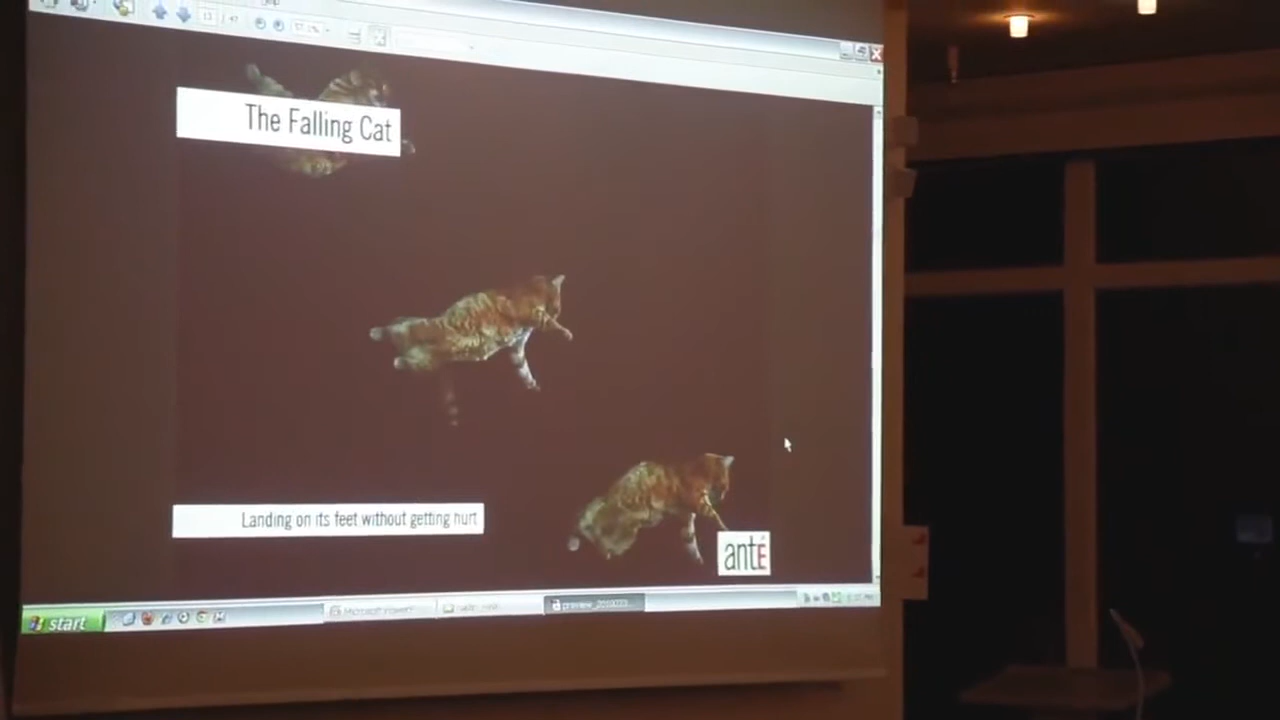 The Falling Cat
Landing on its feet without getting hurt
antÉ
start